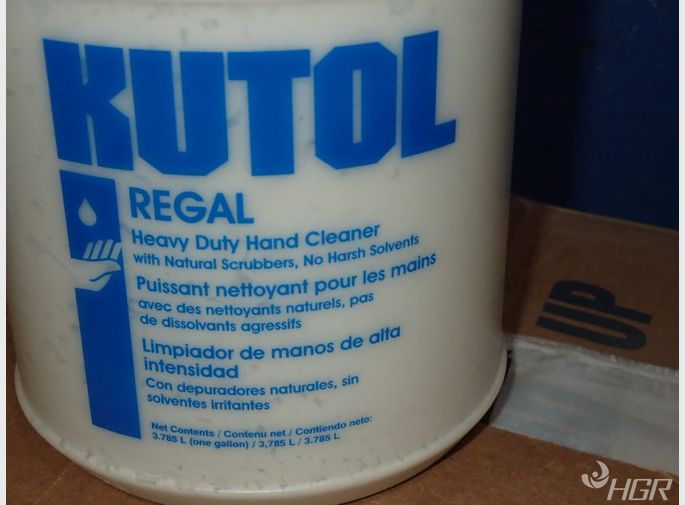 KUTOL
REGAL
Heavy Duty Hand Cleaner
with Natural Scrubbers, No Harsh Solvents
Puissant nettoyant pour les mains
avec des nettoyants naturels, pas
de dissolvants agressifs
Limpiador de manos de alta
intensidad
Con depuradores naturales, sin
solventes irritantes
Net Contents / Contenu net / Contiendo neto:
3.785 L (one gallon) / 3,785 L / 3.785 L
UP
HGR